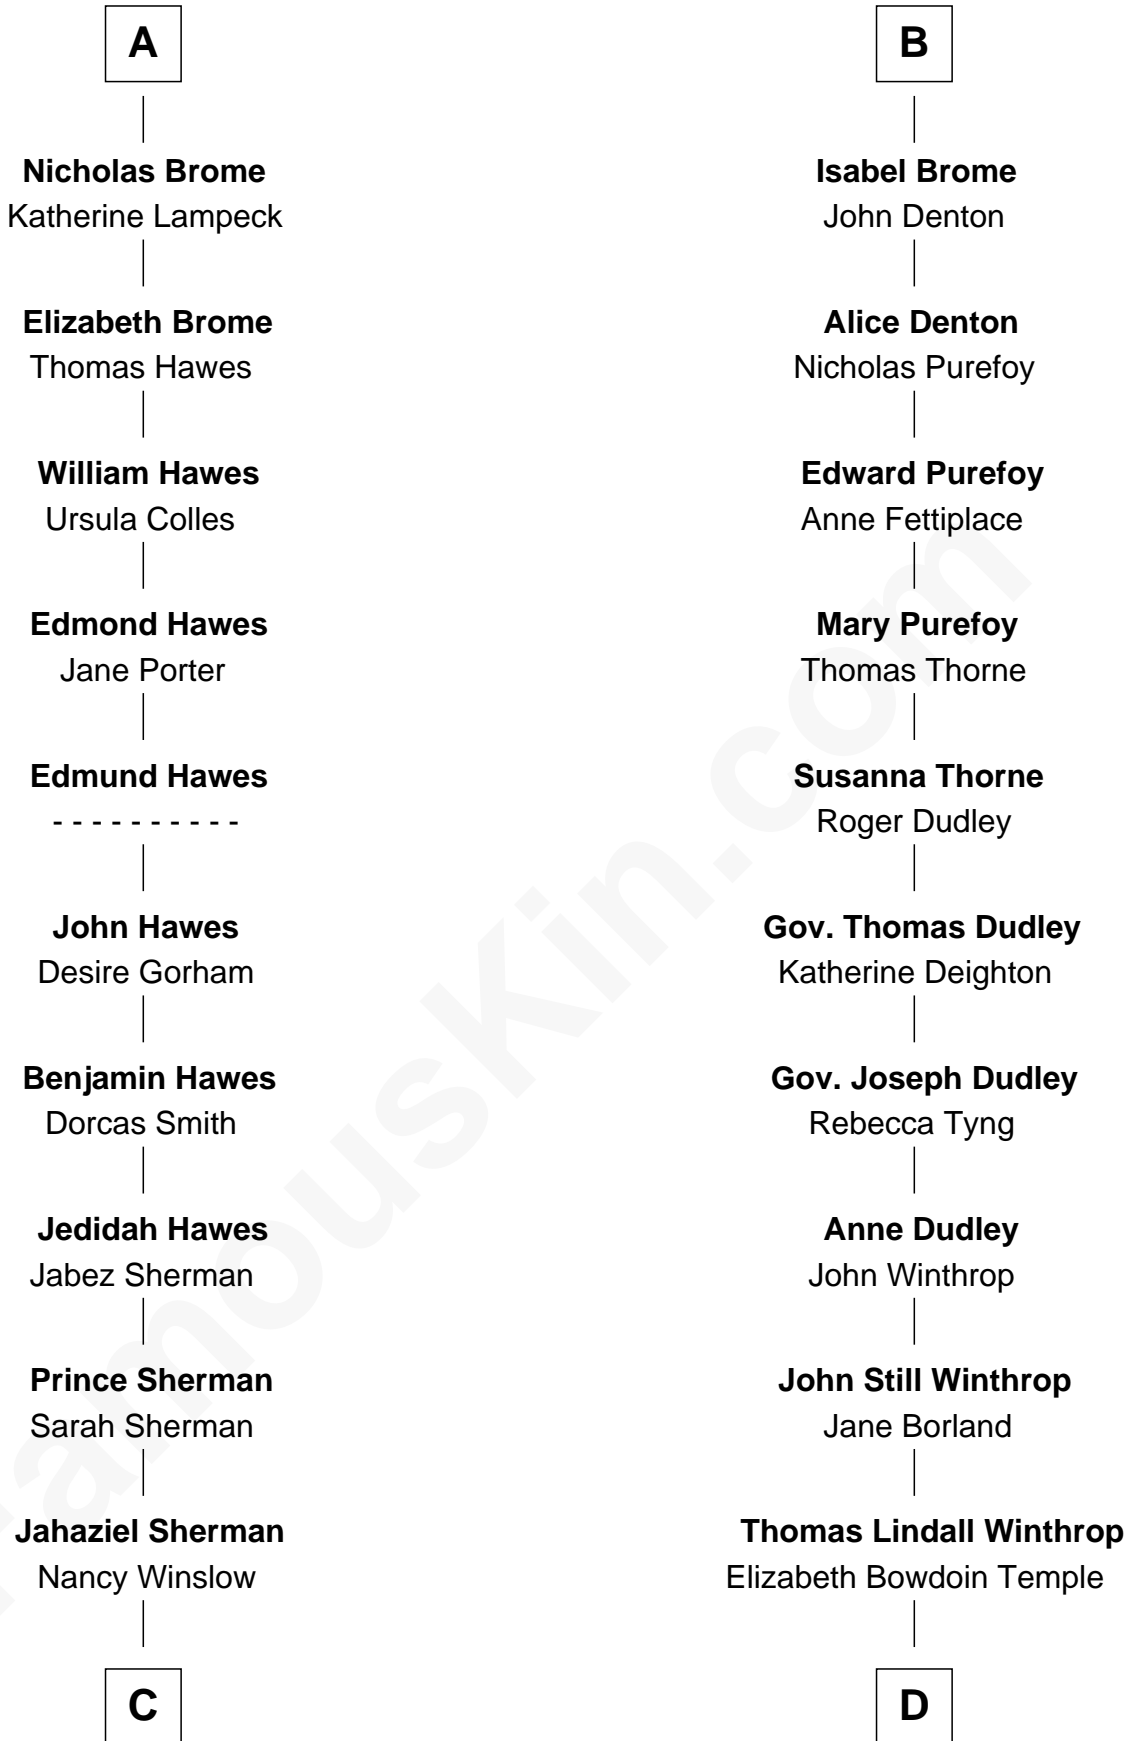 A
Nicholas Brome
Katherine Lampeck
Elizabeth Brome
Thomas Hawes
William Hawes
Ursula Colles
Edmond Hawes
Jane Porter
Edmund Hawes
- - - - - - - - - -
John Hawes
Desire Gorham
Benjamin Hawes
Dorcas Smith
Jedidah Hawes
Jabez Sherman
Prince Sherman
Sarah Sherman
Jahaziel Sherman
Nancy Winslow
C
B
Isabel Brome
John Denton
Alice Denton
Nicholas Purefoy
Edward Purefoy
Anne Fettiplace
Mary Purefoy
Thomas Thorne
Susanna Thorne
Roger Dudley
Gov. Thomas Dudley
Katherine Deighton
Gov. Joseph Dudley
Rebecca Tyng
Anne Dudley
John Winthrop
John Still Winthrop
Jane Borland
Thomas Lindall Winthrop
Elizabeth Bowdoin Temple
D
FamousKin.com